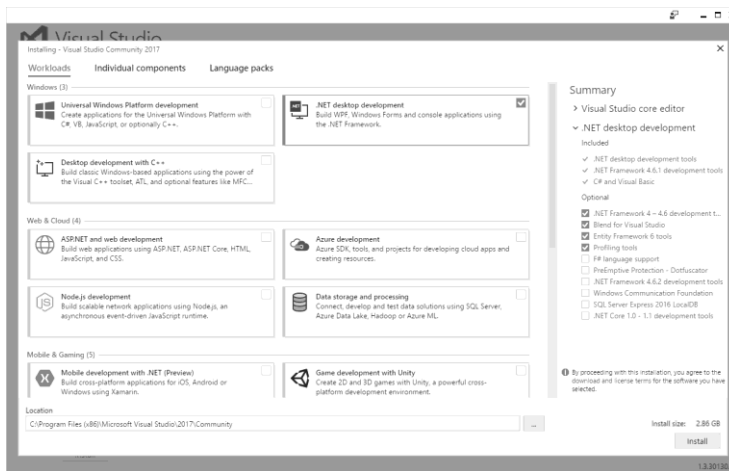 Visual Studio
Installing - Visual Studio Community 2017
Workloads Individual components Language packs
Windows (3)
Universal Windows Platform development
Create applications for the Universal Windows Platform with
C#, VB, JavaScript, or optionally C++.
.NET desktop development
Build WPF, Windows Forms and console applications using
the .NET Framework.
Desktop development with C++
Build classic Windows-based applications using the power of
the Visual C++ toolset, ATL, and optional features like MFC...
Web & Cloud (4)
ASP.NET and web development
Build web applications using ASP.NET, ASP.NET Core, HTML,
JavaScript, and CSS.
Azure development
Azure SDK, tools, and projects for developing cloud apps and
creating resources.
Node.js development
Build scalable network applications using Node.js, an
asynchronous event-driven JavaScript runtime.
Data storage and processing
Connect, develop and test data solutions using SQL Server,
Azure Data Lake, Hadoop or Azure ML.
Mobile & Gaming (5)
Mobile development with .NET (Preview)
Build cross-platform applications for iOS, Android or
Windows using Xamarin.
Game development with Unity
Create 2D and 3D games with Unity, a powerful cross-
platform development environment.
Location
C:\Program Files (x86)\Microsoft Visual Studio\2017\Community
...
Summary
Visual Studio core editor
.NET desktop development
Included
.NET desktop development tools
.NET Framework 4.6.1 development tools
C# and Visual Basic
Optional
.NET Framework 4 – 4.6 development t...
Blend for Visual Studio
Entity Framework 6 tools
Profiling tools
F# language support
PreEmptive Protection - Dotfuscator
.NET Framework 4.6.2 development tools
Windows Communication Foundation
SQL Server Express 2016 LocalDB
.NET Core 1.0 - 1.1 development tools
By proceeding with this installation, you agree to the
download and license terms for the software you have
selected.
Install size: 2.86 GB
Install
1.3.30130